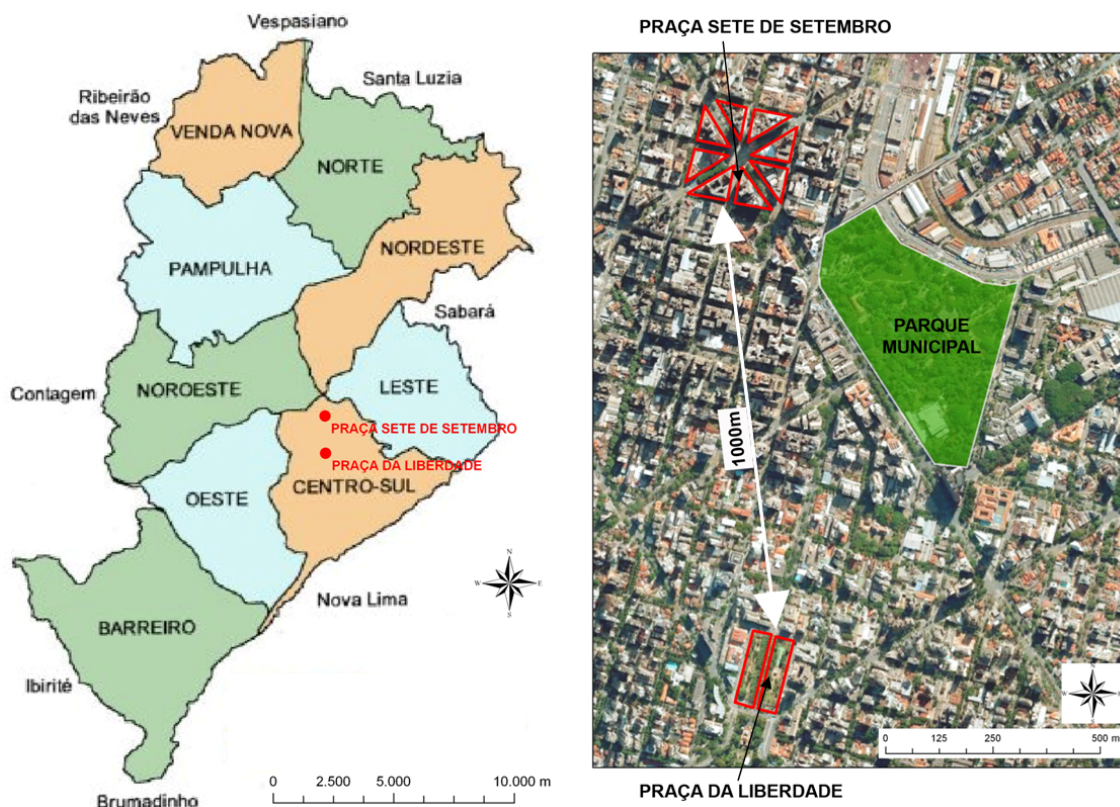 Vespasiano
Santa Luzia
Ribeirão
das Neves
VENDA NOVA
NORTE
NORDESTE
PAMPULHA
Sabará
LESTE
Contagem
NOROESTE
PRAÇA SETE DE SETEMBRO
PRAÇA DA LIBERDADE
CENTRO-SUL
OESTE
N
W
E
S
Nova Lima
BARREIRO
Ibirité
Brumadinho
0 2.500 5.000 10.000 m
PRAÇA SETE DE SETEMBRO
PARQUE
MUNICIPAL
1000m
0 125 250 500 m
PRAÇA DA LIBERDADE